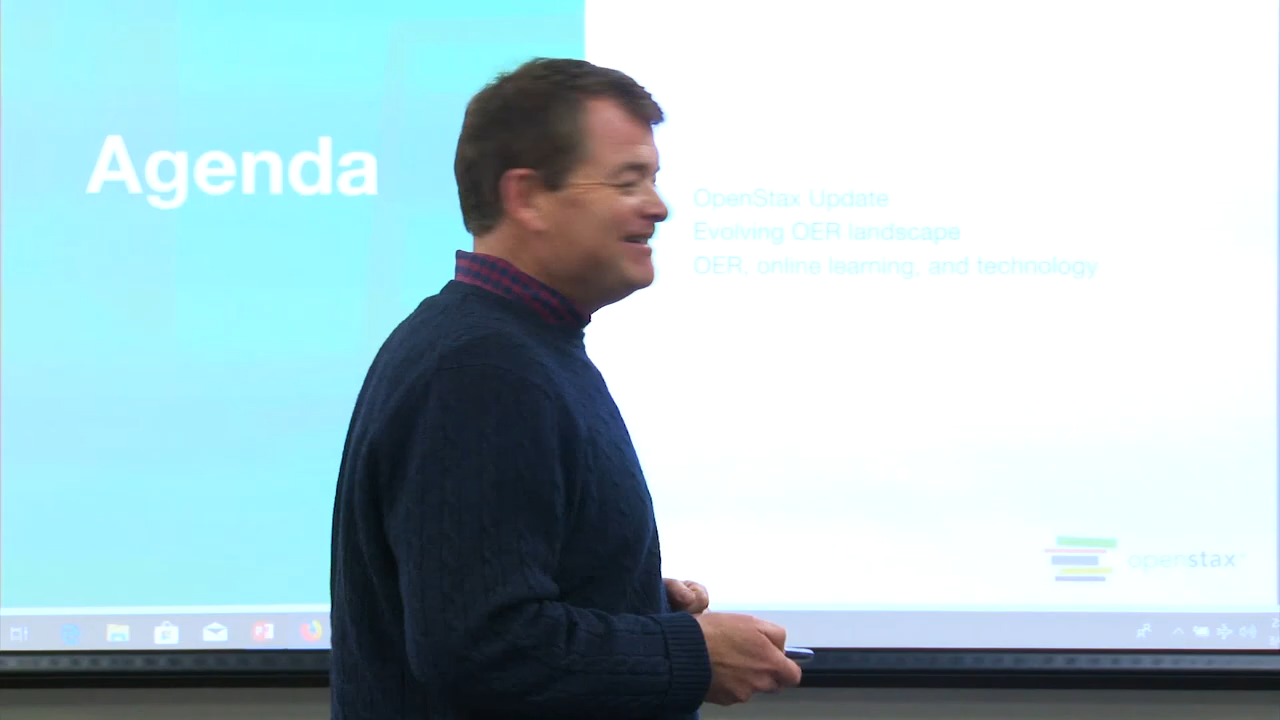 Agenda
OpenStax Update
Evolving OER landscape
OER, online learning, and technology
openstax